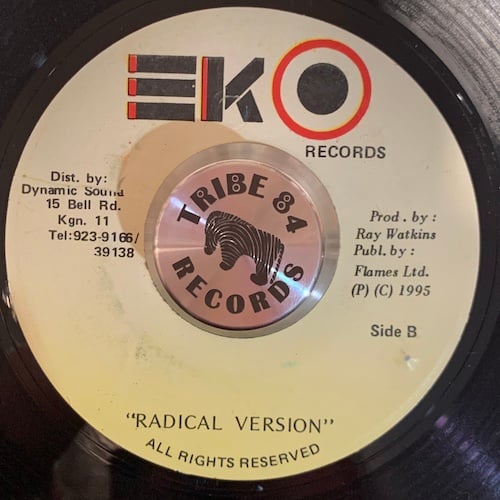 EKO
RECORDS
Dist. by:
Dynamic Sound
15 Bell Rd.
Kgn. 11
Tel:923-9166/
39138
TRIBE 84
RECORDS
Prod. by :
Ray Watkins
Publ. by :
Flames Ltd.
(P) (C) 1995
Side B
"RADICAL VERSION"
ALL RIGHTS RESERVED